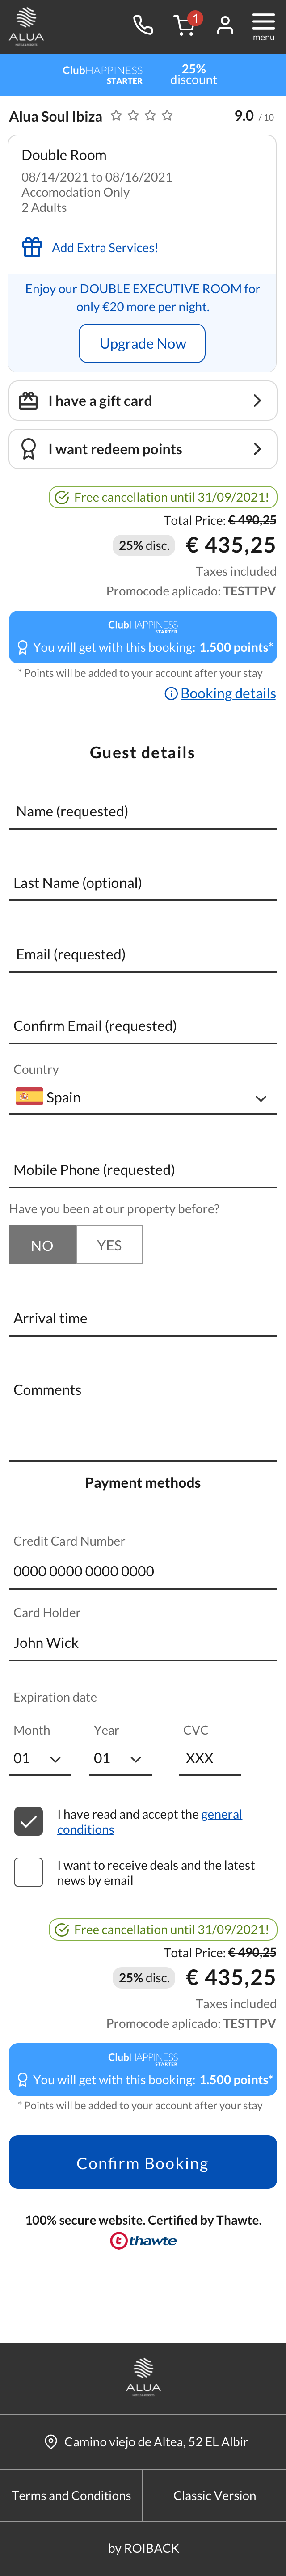 ALUA
1
menu
ClubHAPPINESS
STARTER
25%
discount
Alua Soul Ibiza
9.0 / 10
Double Room
08/14/2021 to 08/16/2021
Accomodation Only
2 Adults
Add Extra Services!
Enjoy our DOUBLE EXECUTIVE ROOM for
only €20 more per night.
Upgrade Now
I have a gift card
I want redeem points
Free cancellation until 31/09/2021!
Total Price: € 490,25
25% disc. € 435,25
Taxes included
Promocode aplicado: TESTTPV
ClubHAPPINESS
STARTER
You will get with this booking: 1.500 points*
* Points will be added to your account after your stay
Booking details
Guest details
Name (requested)
Last Name (optional)
Email (requested)
Confirm Email (requested)
Country
Spain
Mobile Phone (requested)
Have you been at our property before?
NO YES
Arrival time
Comments
Payment methods
Credit Card Number
0000 0000 0000 0000
Card Holder
John Wick
Expiration date
Month Year CVC
01 01 XXX
I have read and accept the general
conditions
I want to receive deals and the latest
news by email
Free cancellation until 31/09/2021!
Total Price: € 490,25
25% disc. € 435,25
Taxes included
Promocode aplicado: TESTTPV
ClubHAPPINESS
STARTER
You will get with this booking: 1.500 points*
* Points will be added to your account after your stay
Confirm Booking
100% secure website. Certified by Thawte.
thawte
ALUA
Camino viejo de Altea, 52 EL Albir
Terms and Conditions Classic Version
by ROIBACK